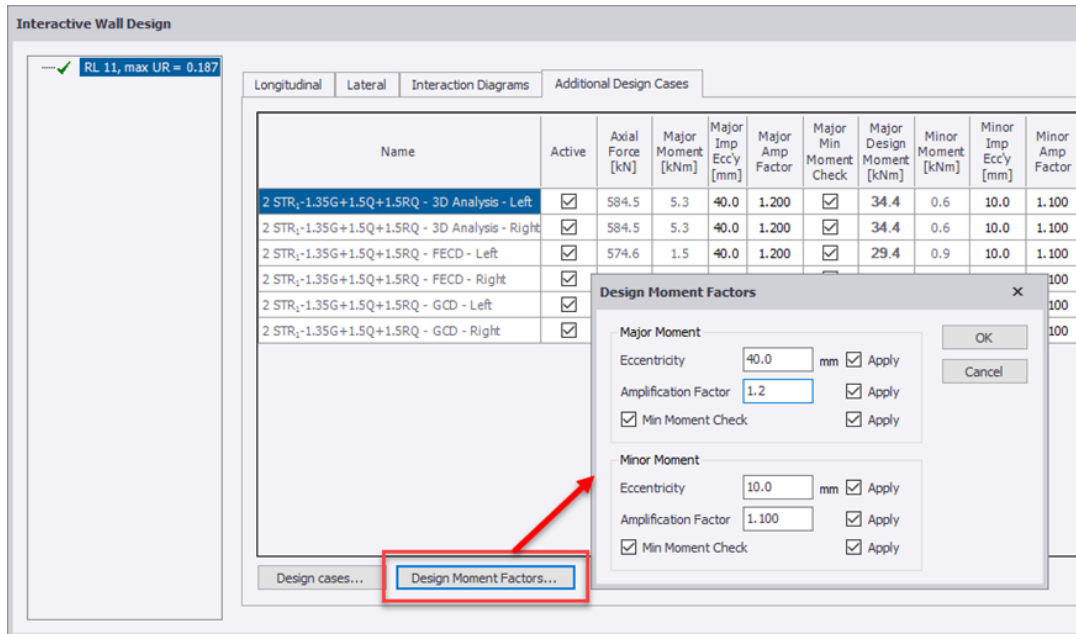 Interactive Wall Design
RL 11, max UR = 0.187
Longitudinal Lateral Interaction Diagrams Additional Design Cases
Name Active Axial Force [kN] Major Moment [kNm] Major Imp Ecc'y [mm] Major Amp Factor Major Min Moment Check Major Design Moment [kNm] Minor Moment [kNm] Minor Imp Ecc'y [mm] Minor Amp Factor
2 STR₁-1.35G+1.5Q+1.5RQ - 3D Analysis - Left 584.5 5.3 40.0 1.200 34.4 0.6 10.0 1.100
2 STR₁-1.35G+1.5Q+1.5RQ - 3D Analysis - Right 584.5 5.3 40.0 1.200 34.4 0.6 10.0 1.100
2 STR₁-1.35G+1.5Q+1.5RQ - FECD - Left 574.6 1.5 40.0 1.200 29.4 0.9 10.0 1.100
2 STR₁-1.35G+1.5Q+1.5RQ - FECD - Right 100
2 STR₁-1.35G+1.5Q+1.5RQ - GCD - Left 100
2 STR₁-1.35G+1.5Q+1.5RQ - GCD - Right 100
Design Moment Factors
Major Moment
OK
Eccentricity 40.0 mm Apply
Cancel
Amplification Factor 1.2 Apply
Min Moment Check Apply
Minor Moment
Eccentricity 10.0 mm Apply
Amplification Factor 1.100 Apply
Min Moment Check Apply
Design cases... Design Moment Factors...